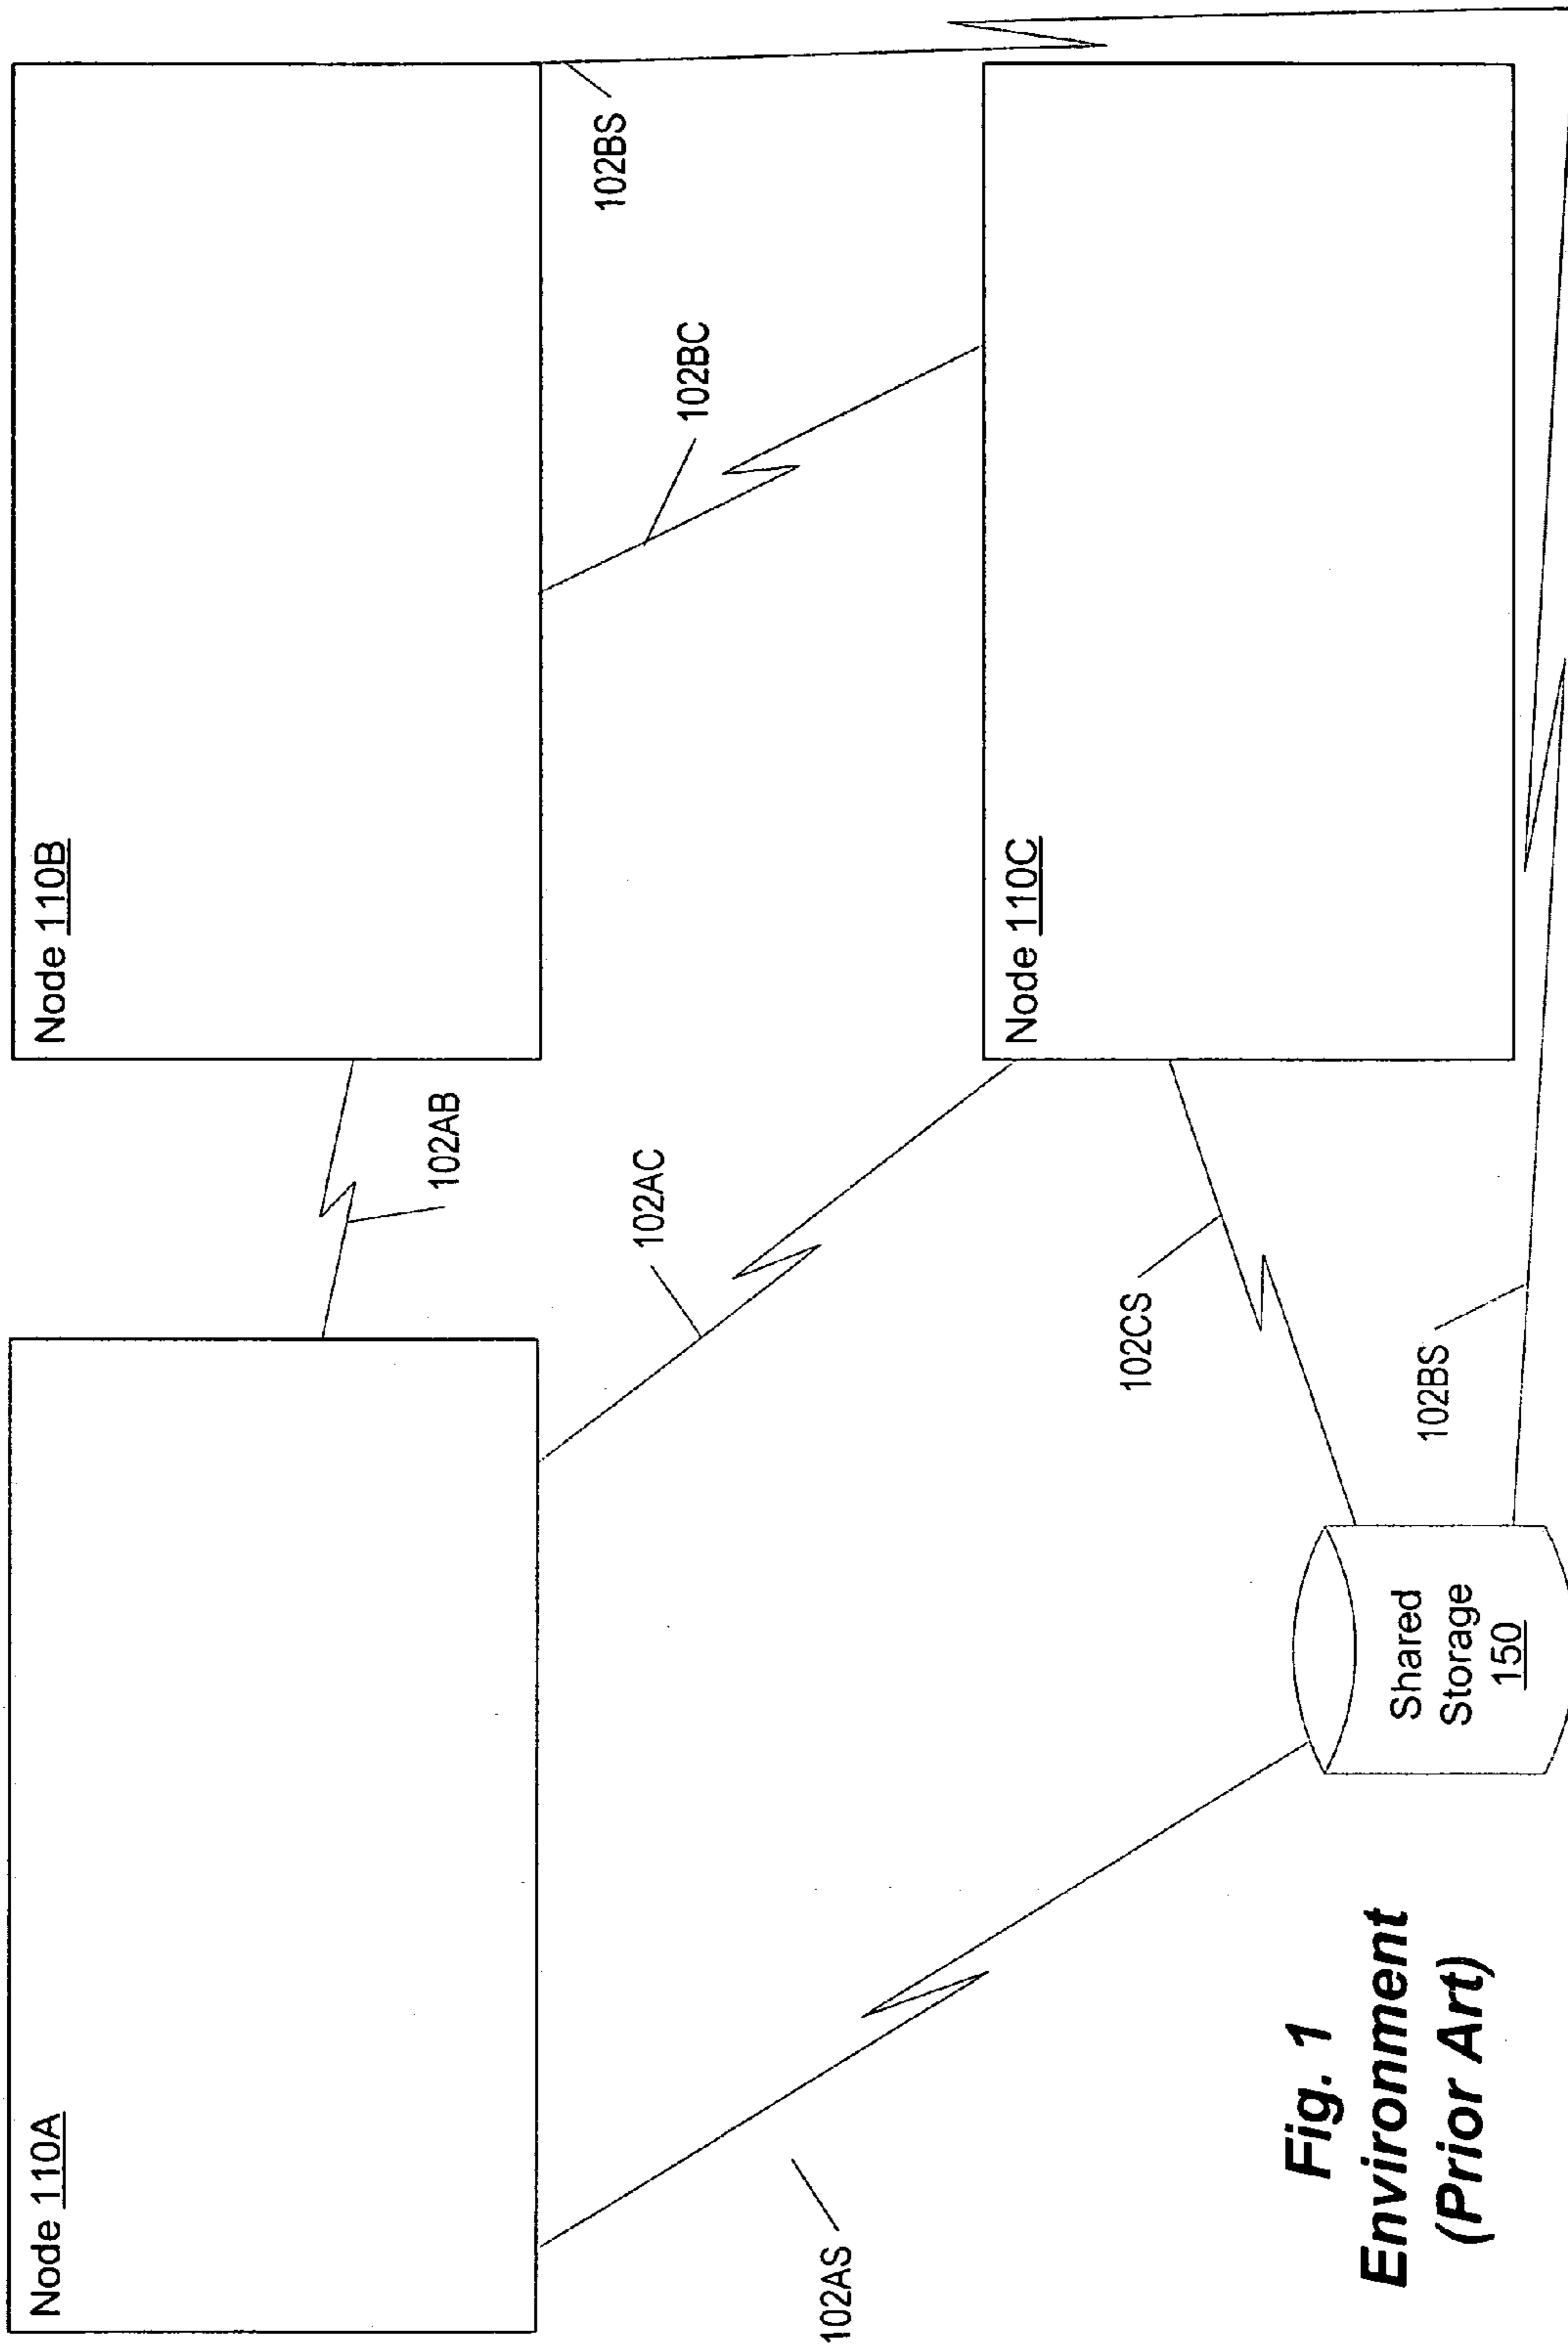 Node 110A
Node 110B
102AB
102BS
102AC
102BC
102AS
Node 110C
102CS
Shared
Storage
150
102BS
Fig. 1
Environment
(Prior Art)